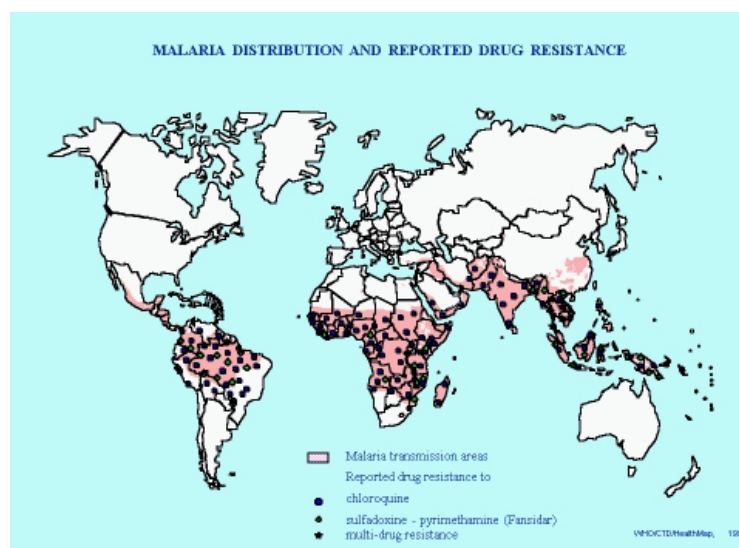 MALARIA DISTRIBUTION AND REPORTED DRUG RESISTANCE
Malaria transmission areas
Reported drug resistance to
chloroquine
sulfadoxine - pyrimethamine (Fansidar)
multi-drug resistance
WHO/CTD/HealthMap,